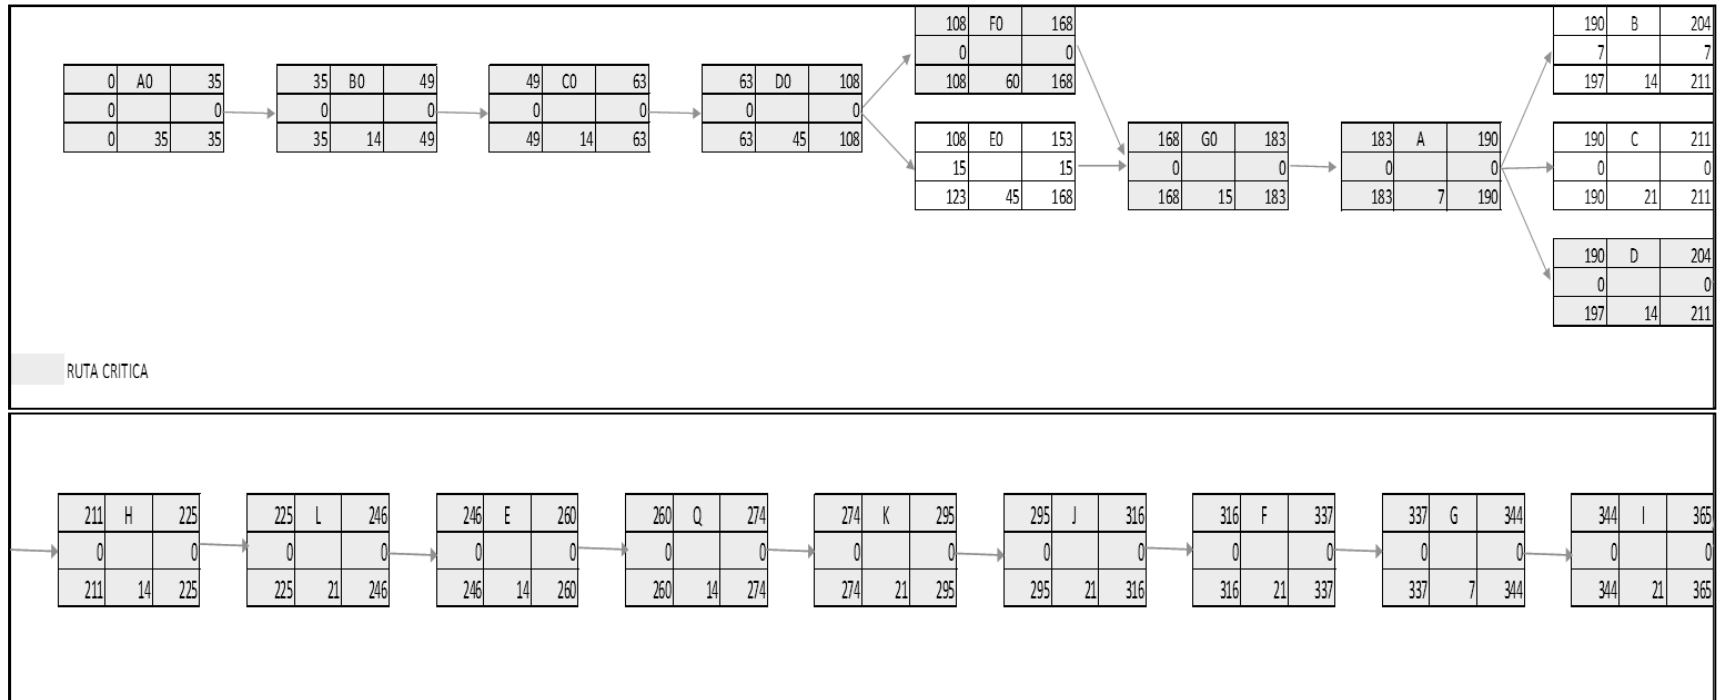 108 F0 168
0 0
108 60 168
190 B 204
7 7
197 14 211
0 A0 35
0 0
0 35 35
35 B0 49
0 0
35 14 49
49 C0 63
0 0
49 14 63
63 D0 108
0 0
63 45 108
108 E0 153
15 15
123 45 168
168 G0 183
0 0
168 15 183
183 A 190
0 0
183 7 190
190 C 211
0 0
190 21 211
190 D 204
0 0
197 14 211
RUTA CRITICA
211 H 225
0 0
211 14 225
225 L 246
0 0
225 21 246
246 E 260
0 0
246 14 260
260 Q 274
0 0
260 14 274
274 K 295
0 0
274 21 295
295 J 316
0 0
295 21 316
316 F 337
0 0
316 21 337
337 G 344
0 0
337 7 344
344 I 365
0 0
344 21 365